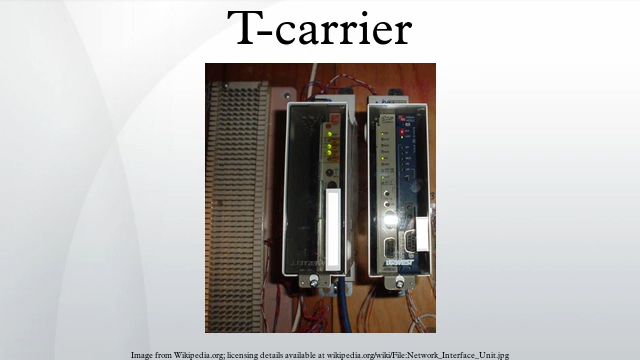 T-carrier
Image from Wikipedia.org; licensing details available at wikipedia.org/wiki/File:Network_Interface_Unit.jpg